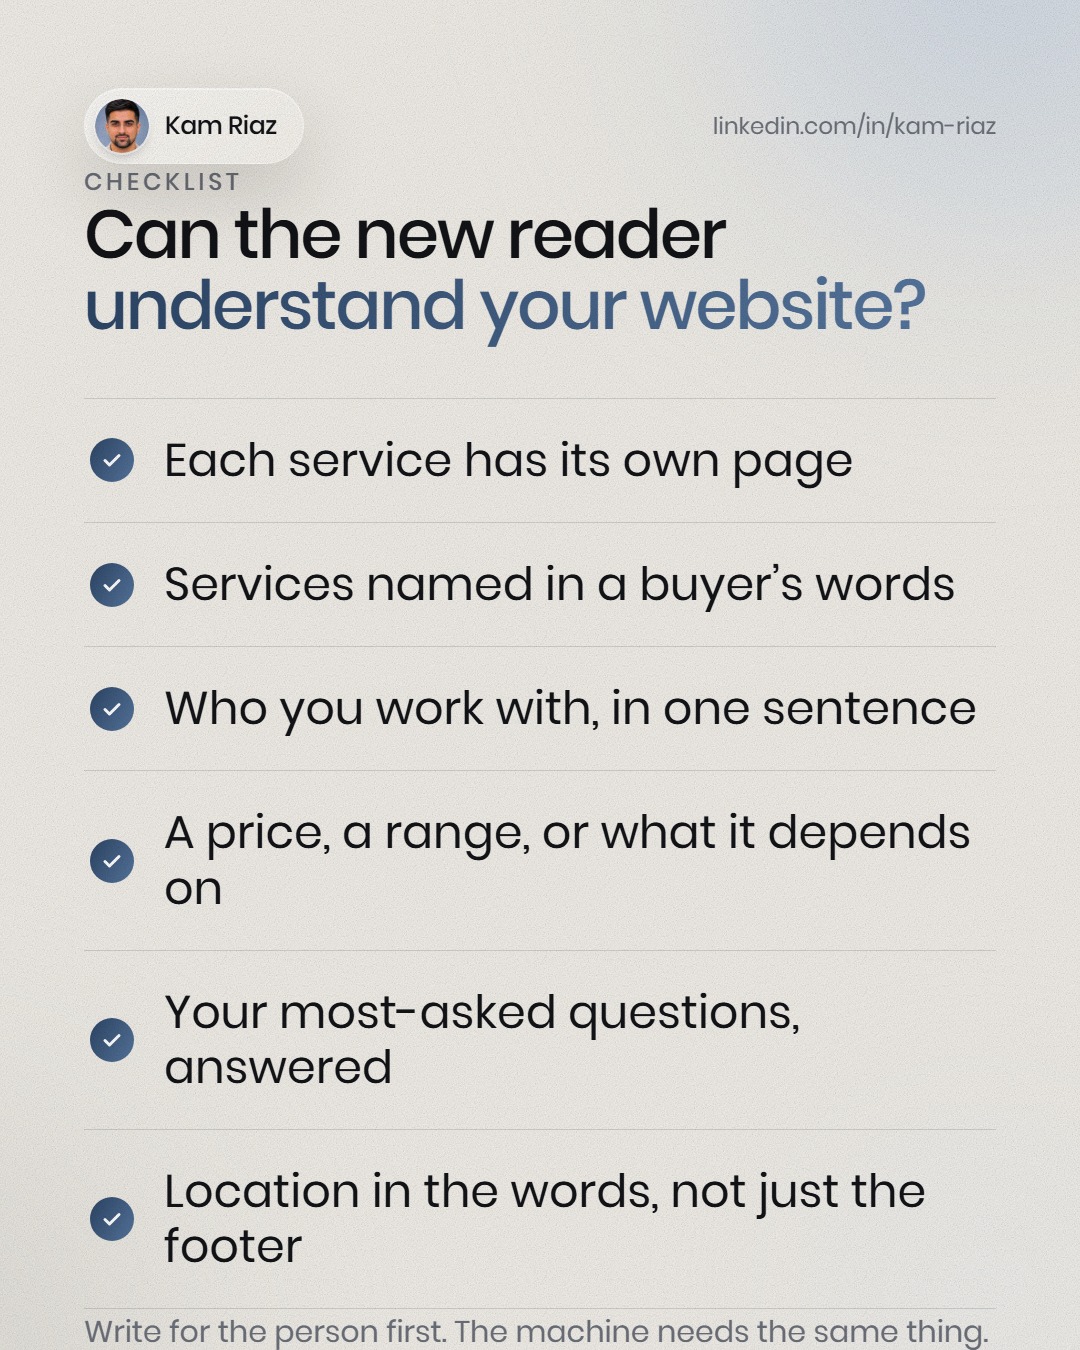 Kam Riaz
linkedin.com/in/kam-riaz
CHECKLIST
Can the new reader
understand your website?
Each service has its own page
Services named in a buyer’s words
Who you work with, in one sentence
A price, a range, or what it depends
on
Your most-asked questions,
answered
Location in the words, not just the
footer
Write for the person first. The machine needs the same thing.